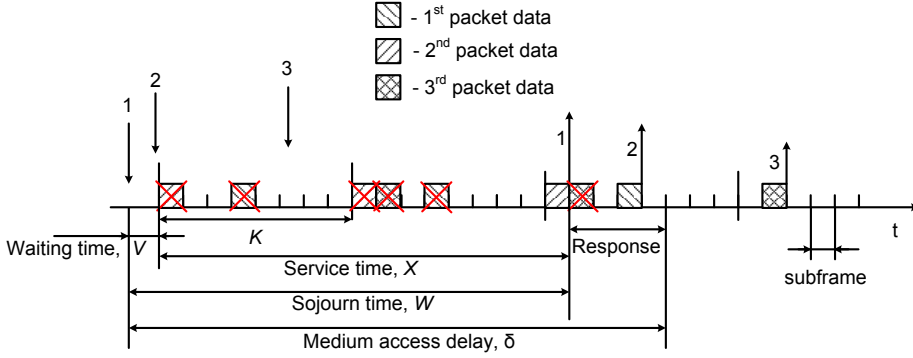 - 1st packet data
- 2nd packet data
- 3rd packet data
1
2
3
1
2
3
t
Waiting time, V
K
Response
Service time, X
subframe
Sojourn time, W
Medium access delay, δ